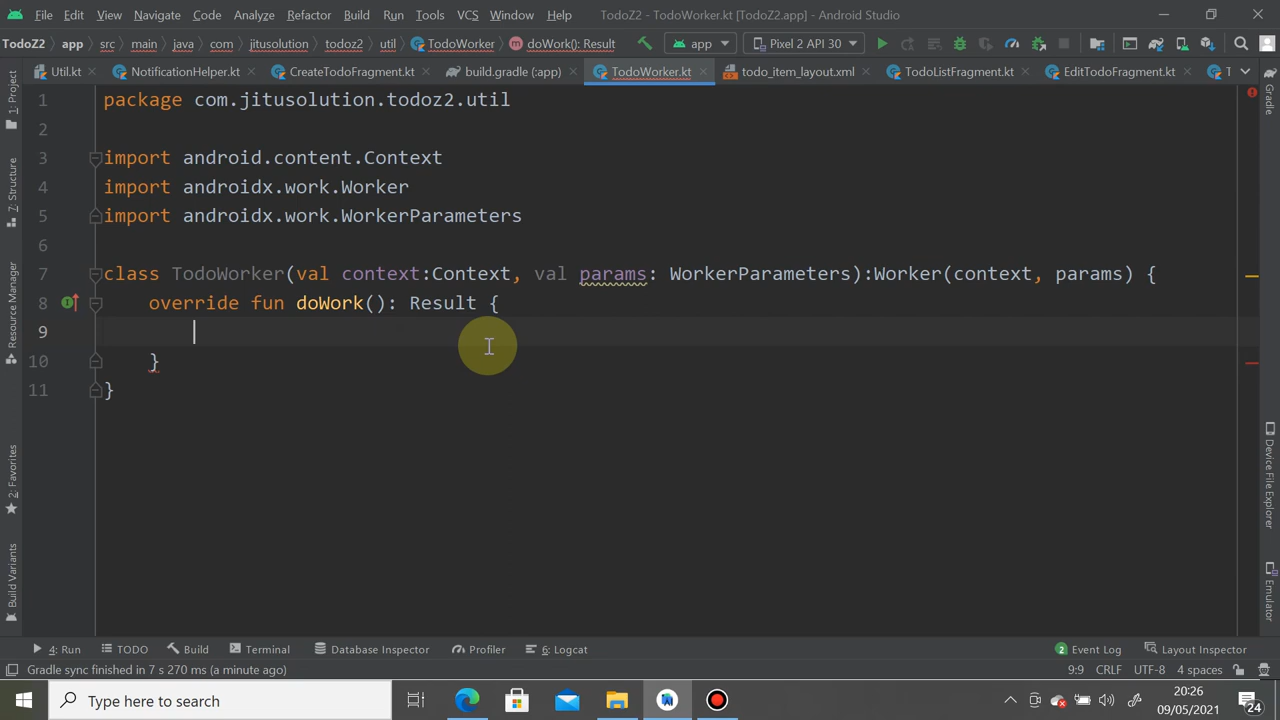 File Edit View Navigate Code Analyze Refactor Build Run Tools VCS Window Help TodoZ2 - TodoWorker.kt [TodoZ2.app] - Android Studio
TodoZ2 app src main java com jitusolution todoz2 util TodoWorker doWork(): Result app Pixel 2 API 30
Util.kt NotificationHelper.kt CreateTodoFragment.kt build.gradle (:app) TodoWorker.kt todo_item_layout.xml TodoListFragment.kt EditTodoFragment.kt T
1: Project
7: Structure
Resource Manager
2: Favorites
Build Variants
1 package com.jitusolution.todoz2.util
2
3 import android.content.Context
4 import androidx.work.Worker
5 import androidx.work.WorkerParameters
6
7 class TodoWorker(val context:Context, val params: WorkerParameters):Worker(context, params) {
8 override fun doWork(): Result {
9
10 }
11 }
Gradle
Device File Explorer
Emulator
4: Run TODO Build Terminal Database Inspector Profiler 6: Logcat 2 Event Log Layout Inspector
Gradle sync finished in 7 s 270 ms (a minute ago) 9:9 CRLF UTF-8 4 spaces
Type here to search 20:26
09/05/2021 24